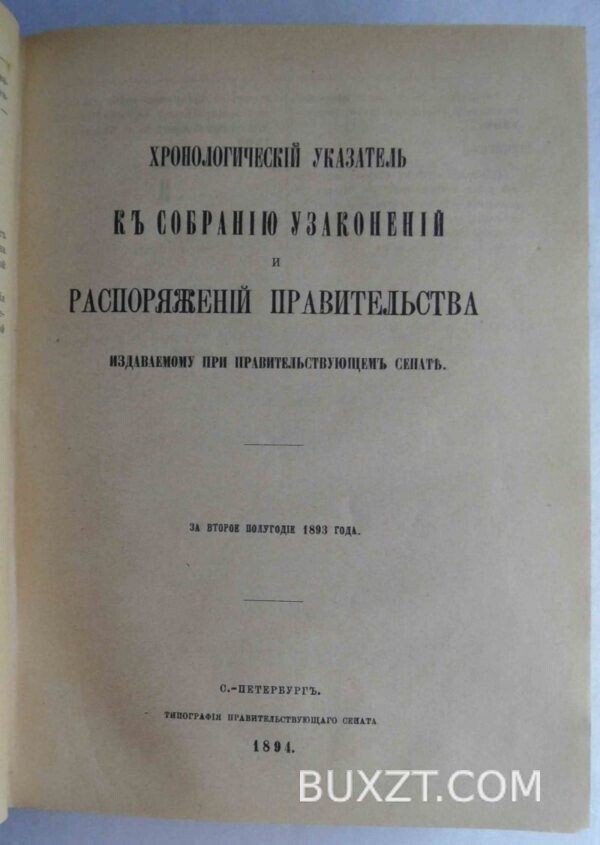 ХРОНОЛОГИЧЕСКІЙ УКАЗАТЕЛЬ
КЪ СОБРАНІЮ УЗАКОНЕНІЙ
И
РАСПОРЯЖЕНІЙ ПРАВИТЕЛЬСТВА
ИЗДАВАЕМОМУ ПРИ ПРАВИТЕЛЬСТВУЮЩЕМЪ СЕНАТѢ.
ЗА ВТОРОЕ ПОЛУГОДІЕ 1893 ГОДА.
С.-ПЕТЕРБУРГЪ.
ТИПОГРАФІЯ ПРАВИТЕЛЬСТВУЮЩАГО СЕНАТА
1894.
BUXZT.COM